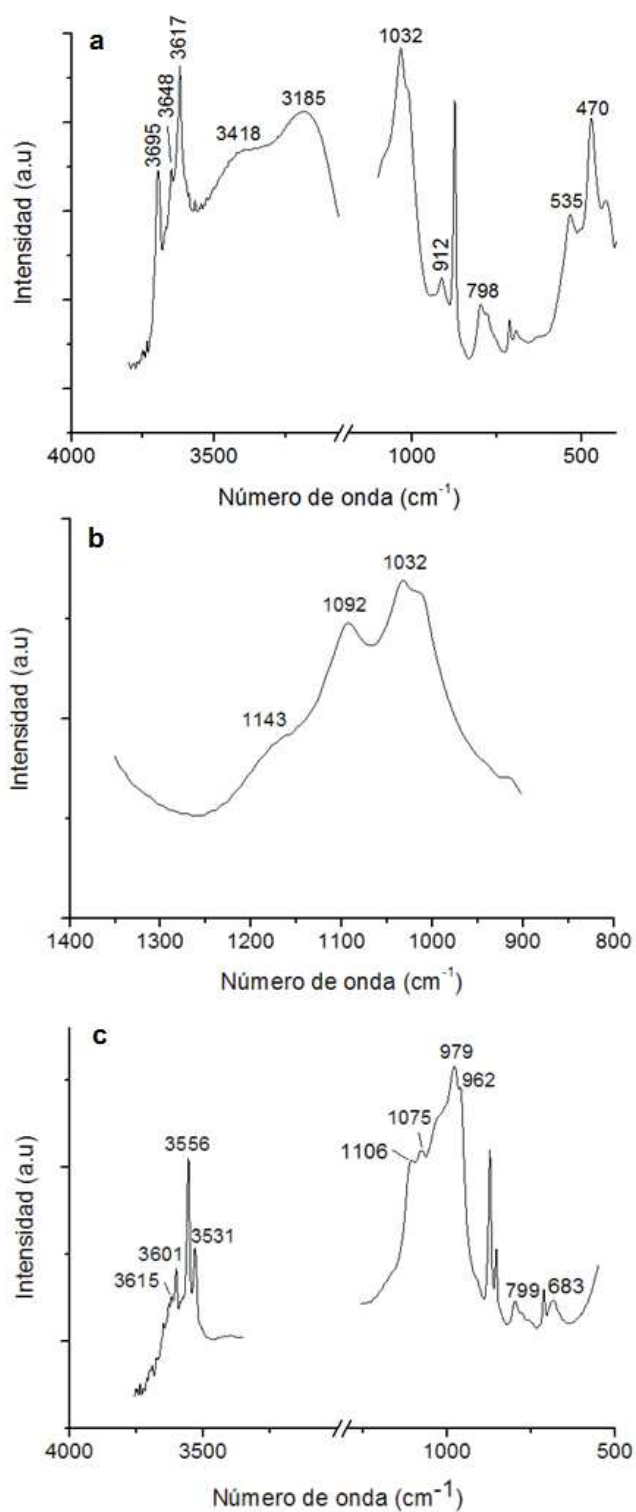 a
3695
3648
3617
3418
3185
1032
912
798
535
470
Intensidad (a.u)
4000 3500 1000 500
Número de onda (cm-1)
b
1143
1092
1032
Intensidad (a.u)
1400 1300 1200 1100 1000 900 800
Número de onda (cm-1)
c
3615
3601
3556
3531
1106
1075
979
962
799
683
Intensidad (a.u)
4000 3500 1000 500
Número de onda (cm-1)